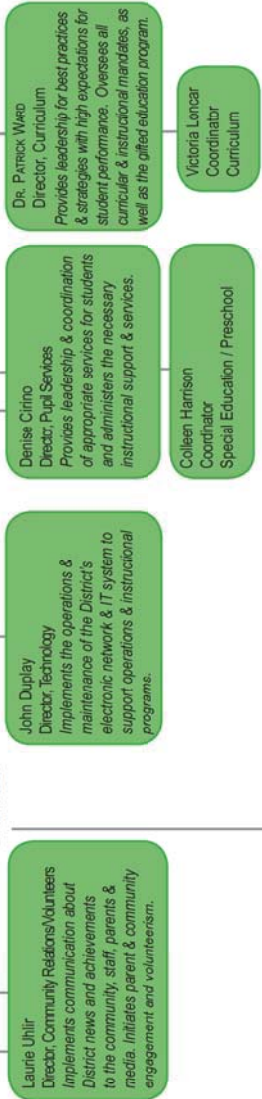 Laurie Uhlir
Director, Community Relations/Volunteers
Implements communication about
District news and achievements
to the community, staff, parents &
media. Initiates parent & community
engagement and volunteerism.
John Duplay
Director, Technology
Implements the operations &
maintenance of the District's
electronic network & IT system to
support operations & instructional
programs.
Denise Cirino
Director, Pupil Services
Provides leadership & coordination
of appropriate services for students
and administers the necessary
instructional support & services.
Colleen Harrison
Coordinator
Special Education / Preschool
DR. PATRICK WARD
Director, Curriculum
Provides leadership for best practices
& strategies with high expectations for
student performance. Oversees all
curricular & instructional mandates, as
well as the gifted education program.
Victoria Loncar
Coordinator
Curriculum